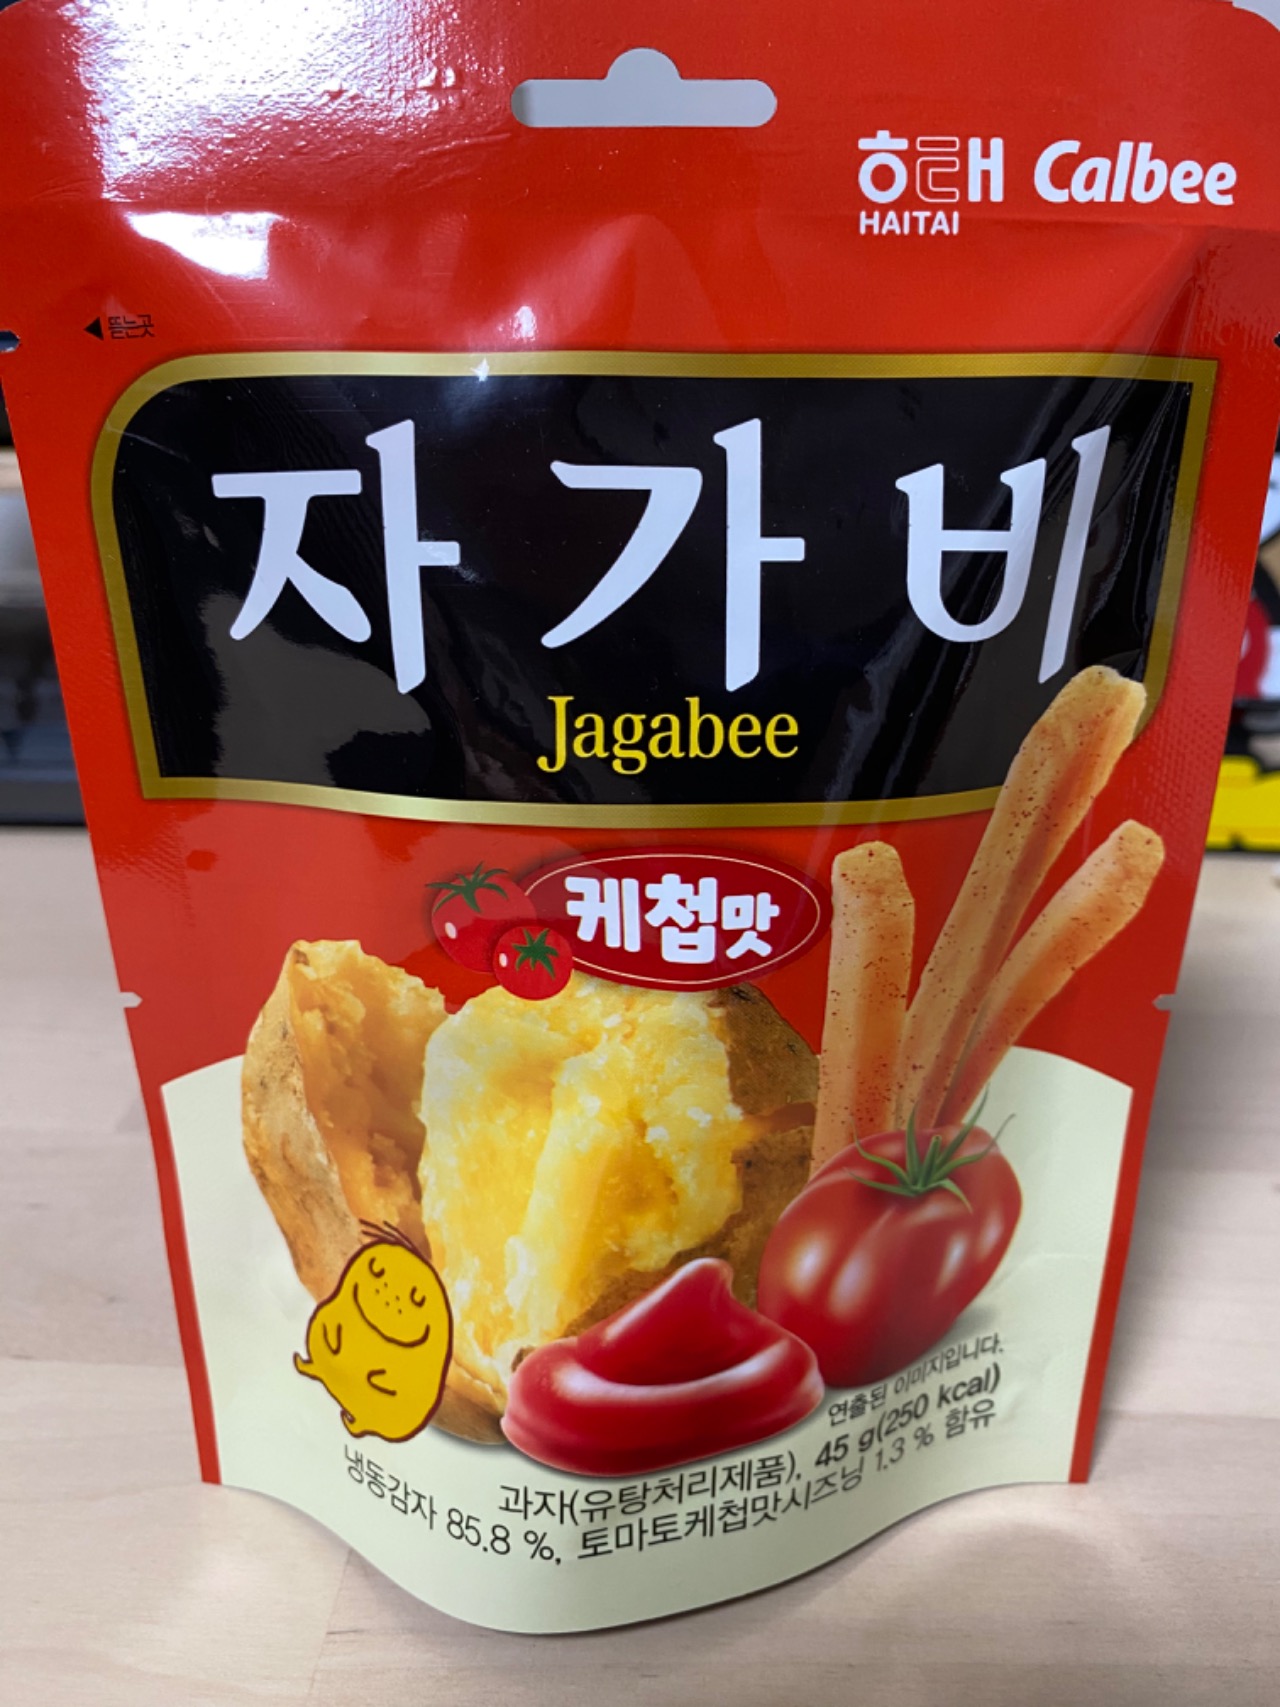 해태 Calbee
HAITAI
◀ 뜯는곳
자가비
Jagabee
케첩맛
연출된 이미지입니다.
과자(유탕처리제품), 45 g(250 kcal)
냉동감자 85.8 %, 토마토케첩맛시즈닝 1.3 % 함유